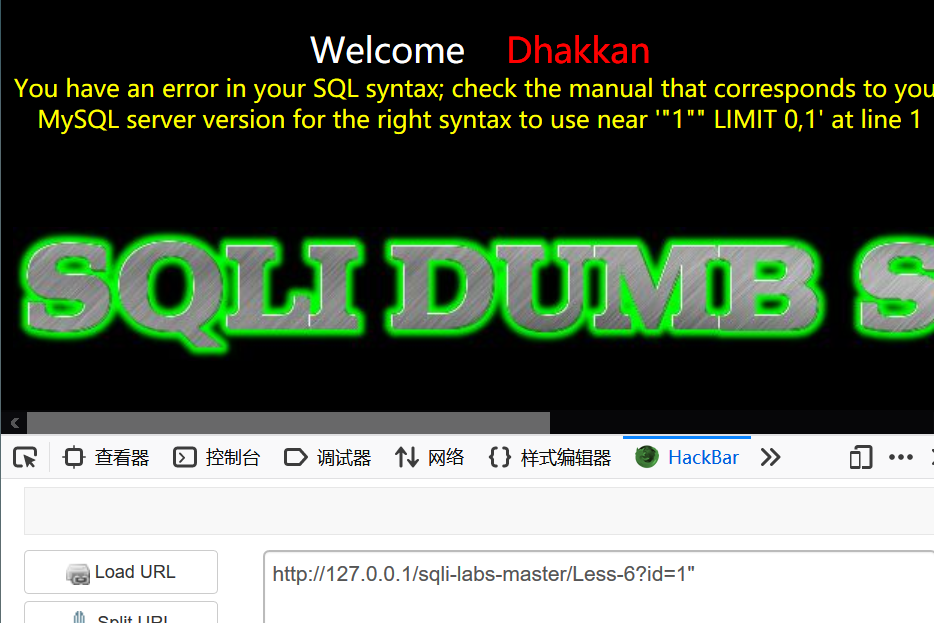 Welcome Dhakkan
You have an error in your SQL syntax; check the manual that corresponds to you
MySQL server version for the right syntax to use near '"1"" LIMIT 0,1' at line 1
SQLI DUMB S
查看器 控制台 调试器 网络 样式编辑器 HackBar
Load URL
http://127.0.0.1/sqli-labs-master/Less-6?id=1"
Split URL